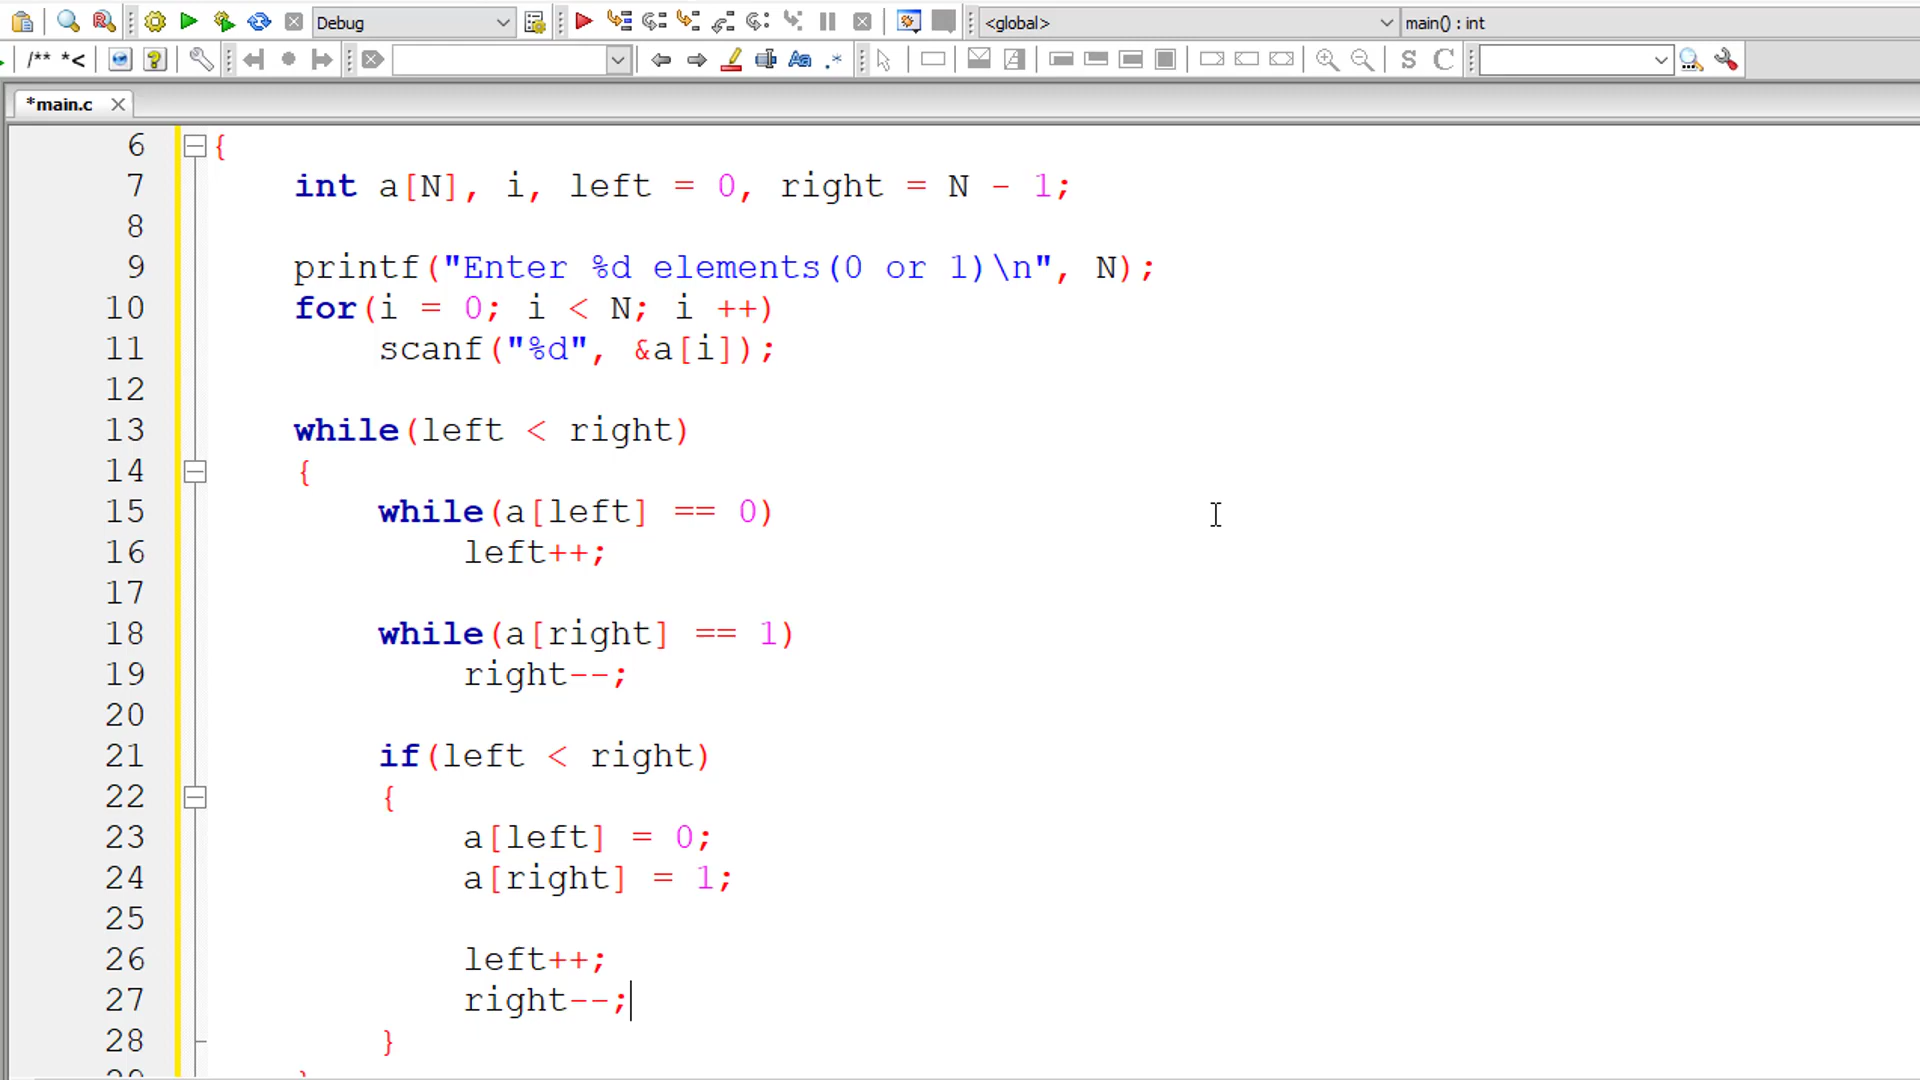 Debug
<global>
main() : int
/** *<
S C
*main.c
6 {
7 int a[N], i, left = 0, right = N - 1;
8
9 printf("Enter %d elements(0 or 1)\n", N);
10 for(i = 0; i < N; i ++)
11 scanf("%d", &a[i]);
12
13 while(left < right)
14 {
15 while(a[left] == 0)
16 left++;
17
18 while(a[right] == 1)
19 right--;
20
21 if(left < right)
22 {
23 a[left] = 0;
24 a[right] = 1;
25
26 left++;
27 right--;
28 }